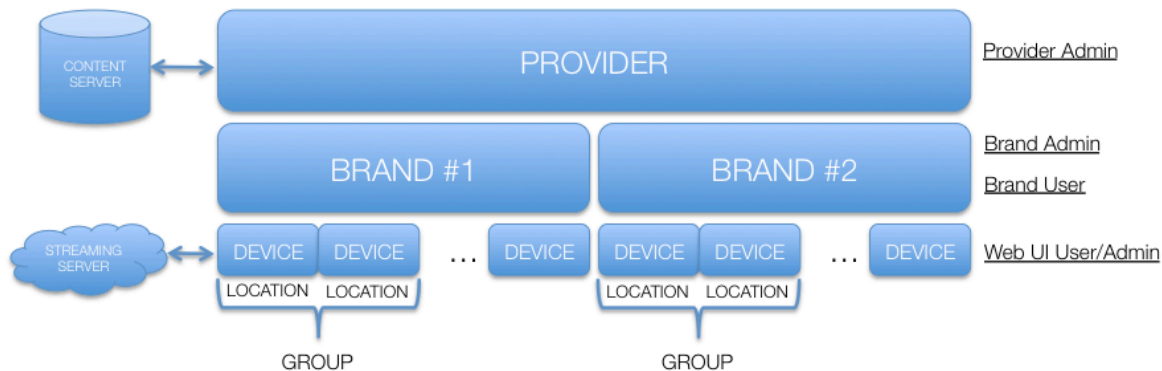 CONTENT
SERVER
PROVIDER
Provider Admin
BRAND #1
BRAND #2
Brand Admin
Brand User
STREAMING
SERVER
DEVICE
DEVICE
...
DEVICE
DEVICE
DEVICE
...
DEVICE
Web UI User/Admin
LOCATION
LOCATION
LOCATION
LOCATION
GROUP
GROUP